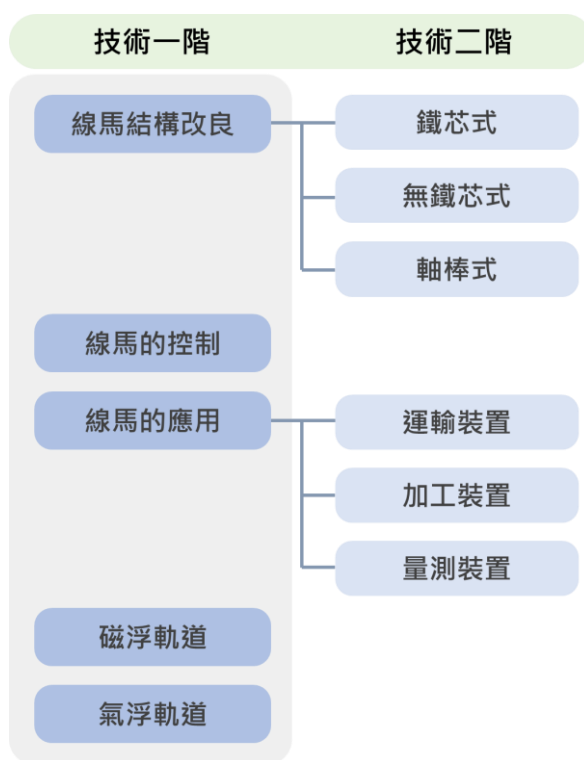 技術一階
技術二階
線馬結構改良
鐵芯式
無鐵芯式
軸棒式
線馬的控制
線馬的應用
運輸裝置
加工裝置
量測裝置
磁浮軌道
氣浮軌道